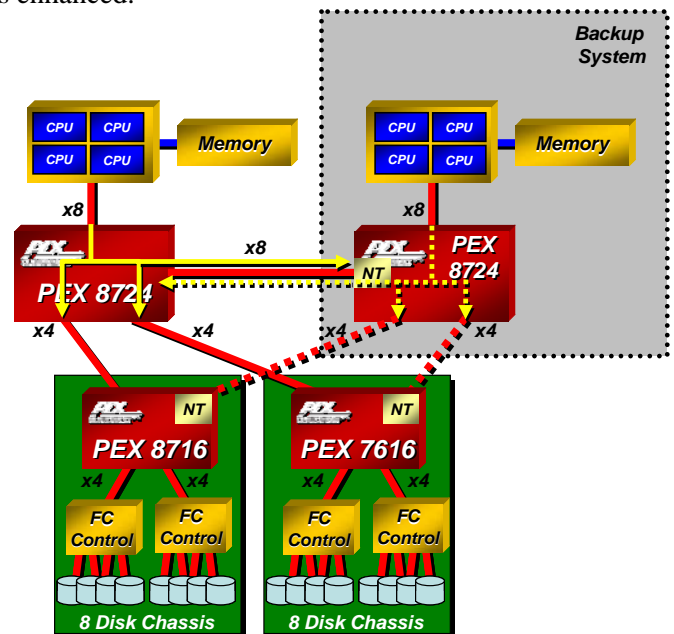 s enhanced.
Backup
System
CPU CPU
CPU CPU
Memory
CPU CPU
CPU CPU
Memory
x8
x8
PEX 8724
x8
NT
PEX
8724
x4
x4
x4
x4
NT
PEX 8716
NT
PEX 7616
x4
x4
x4
x4
FC
Control
FC
Control
FC
Control
FC
Control
8 Disk Chassis
8 Disk Chassis